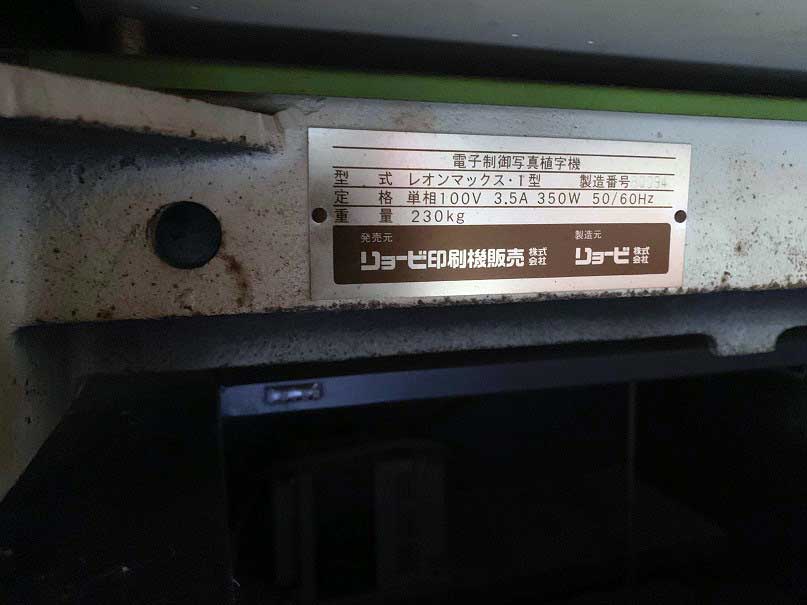 電子制御写真植字機
型式 レオンマックス・I型 製造番号
定格 単相100V 3.5A 350W 50/60Hz
重量 230kg
発売元 製造元
リョービ印刷機販売株式会社 リョービ株式会社